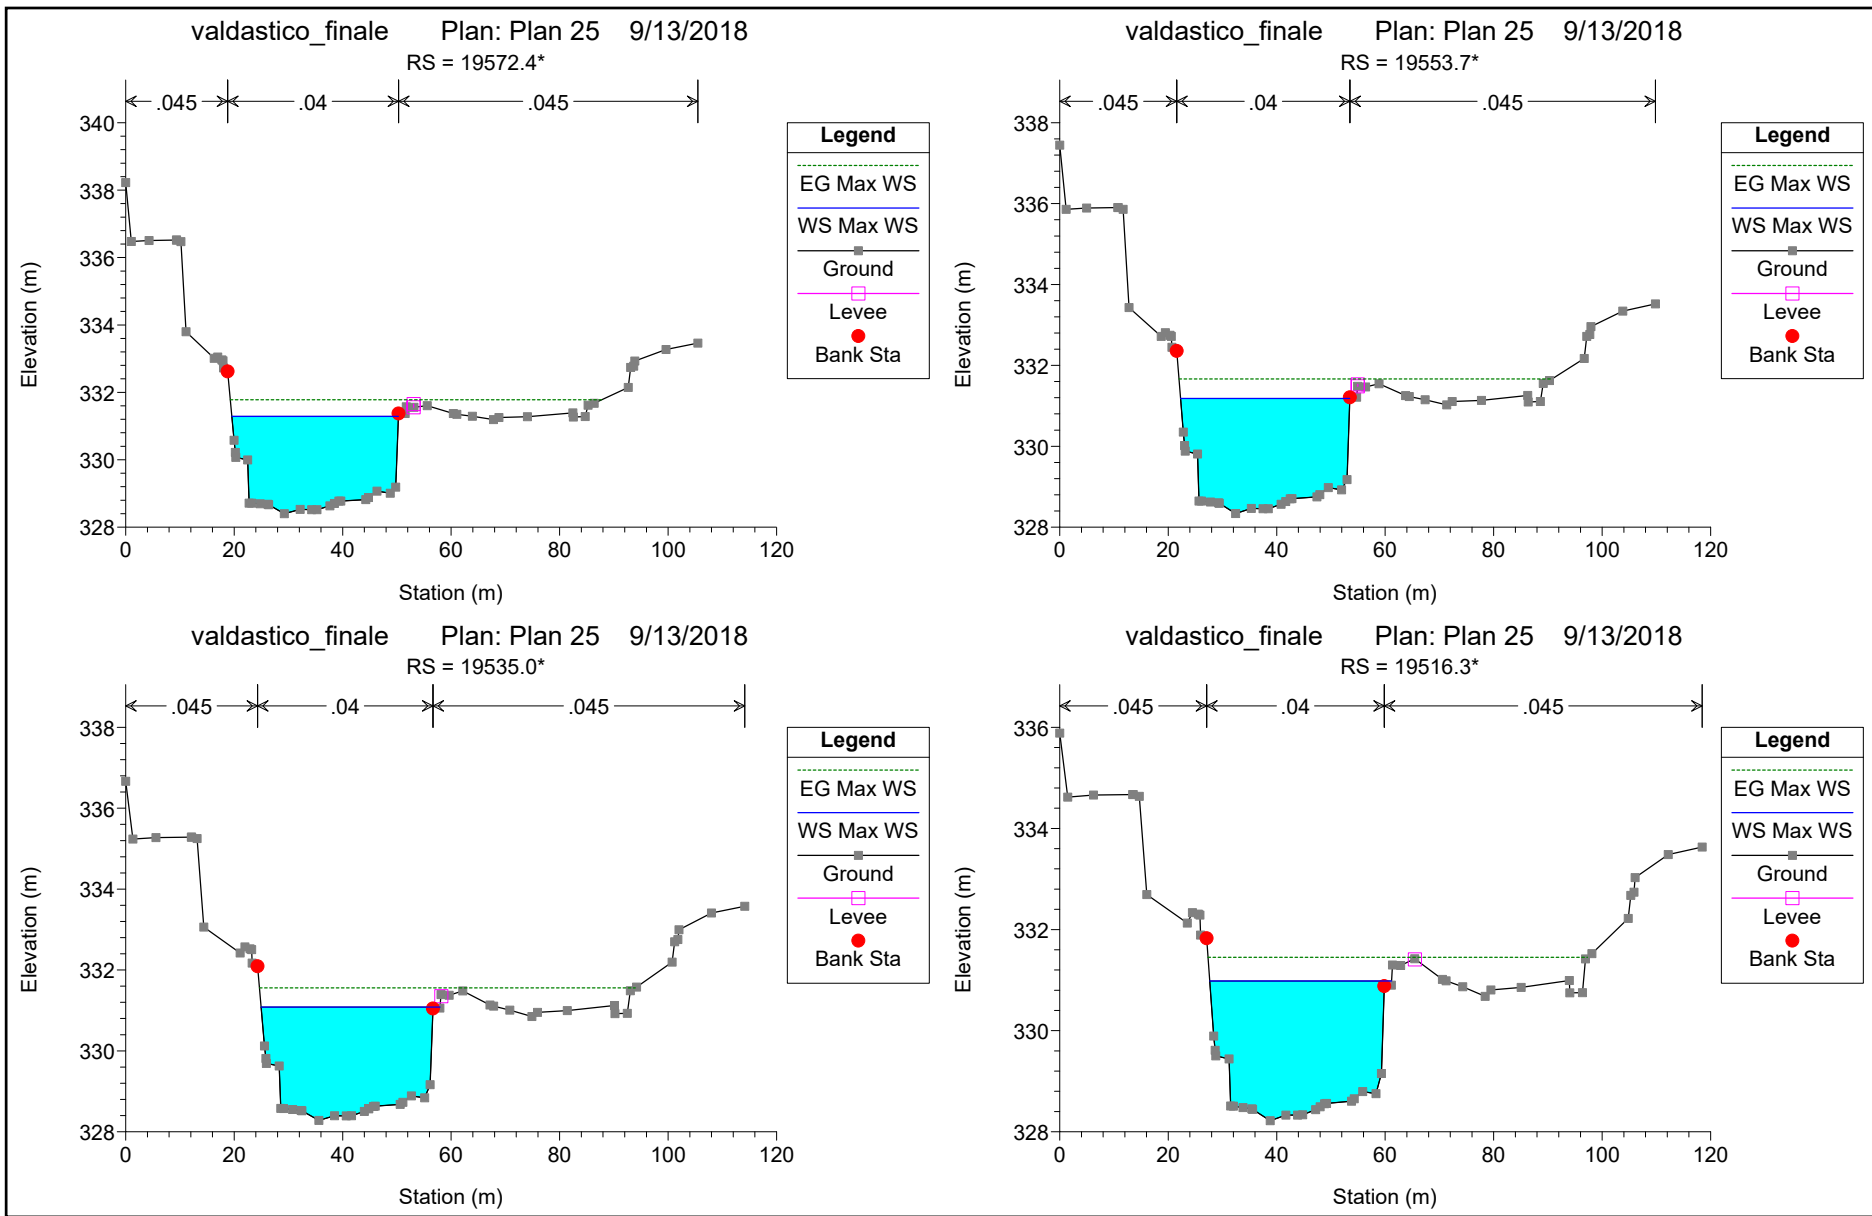 valdastico_finale Plan: Plan 25 9/13/2018
RS = 19572.4*
.045 .04 .045
340
338
336
334
332
330
328
0 20 40 60 80 100 120
Elevation (m)
Station (m)
Legend
EG Max WS
WS Max WS
Ground
Levee
Bank Sta
valdastico_finale Plan: Plan 25 9/13/2018
RS = 19553.7*
.045 .04 .045
338
336
334
332
330
328
0 20 40 60 80 100 120
Elevation (m)
Station (m)
Legend
EG Max WS
WS Max WS
Ground
Levee
Bank Sta
valdastico_finale Plan: Plan 25 9/13/2018
RS = 19535.0*
.045 .04 .045
338
336
334
332
330
328
0 20 40 60 80 100 120
Elevation (m)
Station (m)
Legend
EG Max WS
WS Max WS
Ground
Levee
Bank Sta
valdastico_finale Plan: Plan 25 9/13/2018
RS = 19516.3*
.045 .04 .045
336
334
332
330
328
0 20 40 60 80 100 120
Elevation (m)
Station (m)
Legend
EG Max WS
WS Max WS
Ground
Levee
Bank Sta